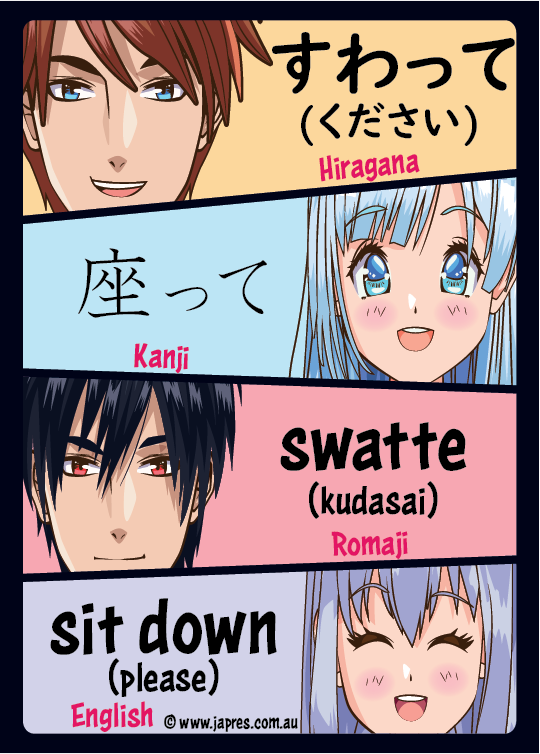 すわって
(ください)
Hiragana
座って
Kanji
swatte
(kudasai)
Romaji
sit down
(please)
English © www.japres.com.au